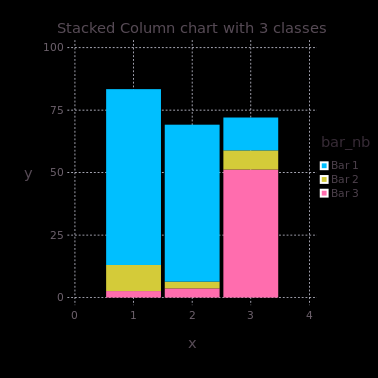 Stacked Column chart with 3 classes
100
75
50
25
0
y
0 1 2 3 4
x
bar_nb
Bar 1
Bar 2
Bar 3